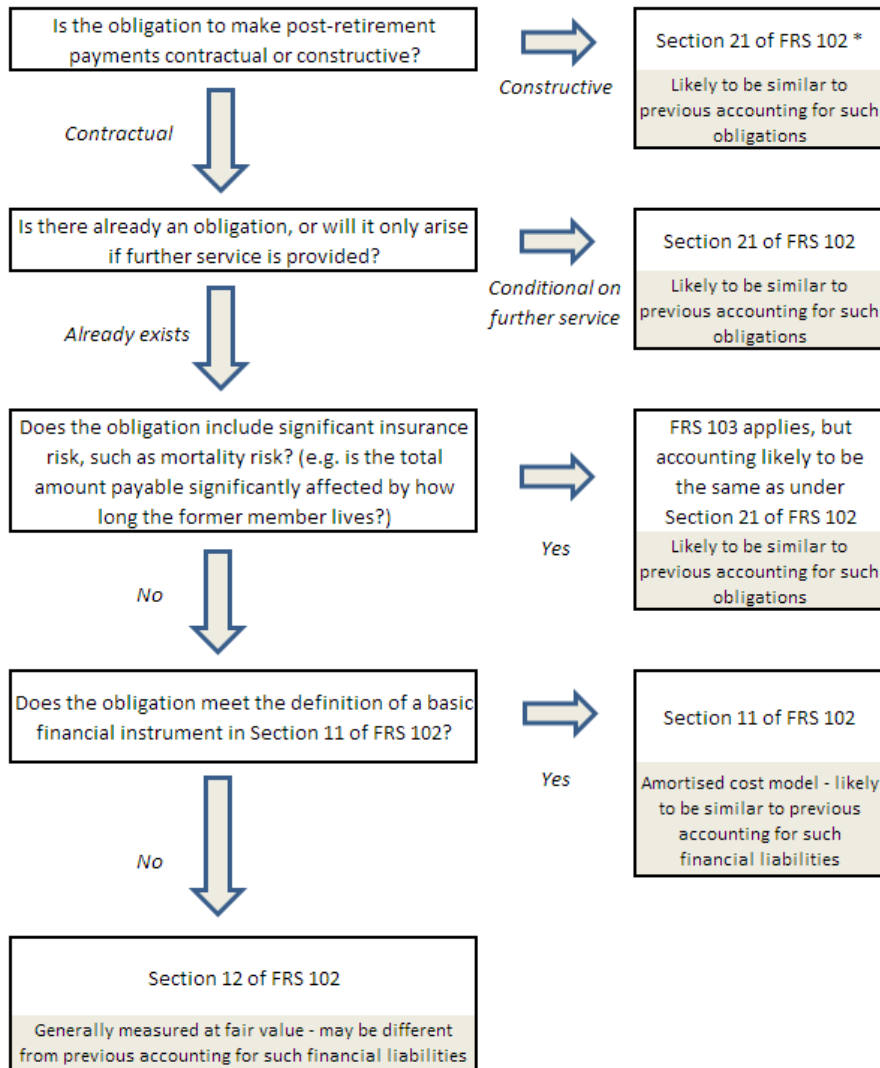 Is the obligation to make post-retirement
payments contractual or constructive?
Constructive
Section 21 of FRS 102 *
Likely to be similar to
previous accounting for such
obligations
Contractual
Is there already an obligation, or will it only arise
if further service is provided?
Conditional on
further service
Section 21 of FRS 102
Likely to be similar to
previous accounting for such
obligations
Already exists
Does the obligation include significant insurance
risk, such as mortality risk? (e.g. is the total
amount payable significantly affected by how
long the former member lives?)
Yes
FRS 103 applies, but
accounting likely to be
the same as under
Section 21 of FRS 102
Likely to be similar to
previous accounting for such
obligations
No
Does the obligation meet the definition of a basic
financial instrument in Section 11 of FRS 102?
Yes
Section 11 of FRS 102
Amortised cost model - likely
to be similar to previous
accounting for such
financial liabilities
No
Section 12 of FRS 102
Generally measured at fair value - may be different
from previous accounting for such financial liabilities